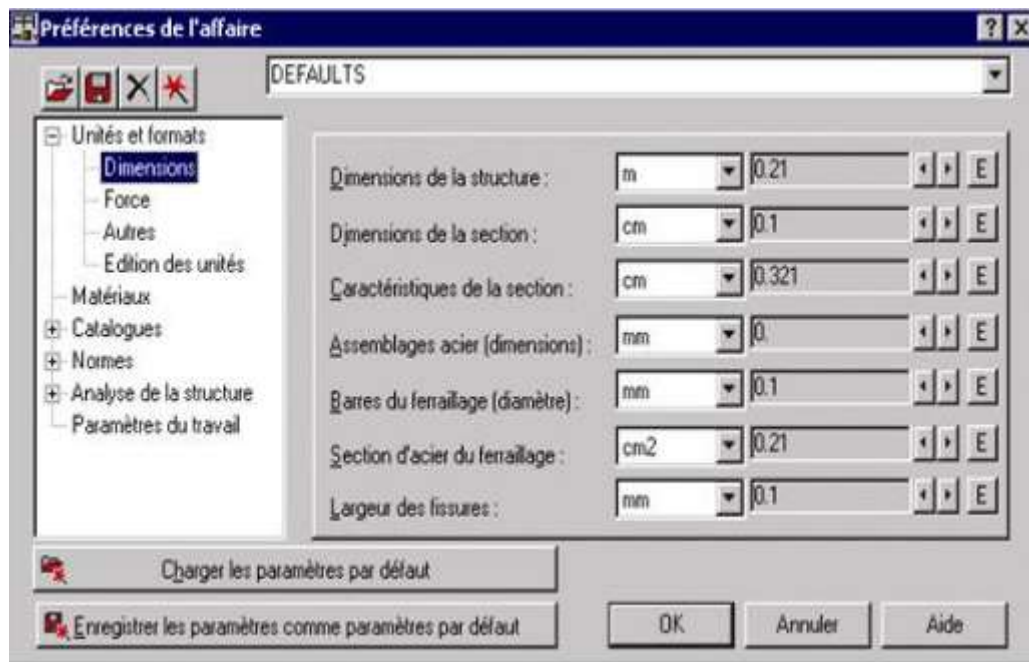 Préférences de l'affaire
DEFAULTS
Unités et formats
Dimensions
Force
Autres
Edition des unités
Matériaux
Catalogues
Normes
Analyse de la structure
Paramètres du travail
Dimensions de la structure : m 0.21 E
Dimensions de la section : cm 0.1 E
Caractéristiques de la section : cm 0.321 E
Assemblages acier (dimensions) : mm 0. E
Barres du ferraillage (diamètre) : mm 0.1 E
Section d'acier du ferraillage : cm2 0.21 E
Largeur des fissures : mm 0.1 E
Charger les paramètres par défaut
Enregistrer les paramètres comme paramètres par défaut
OK Annuler Aide